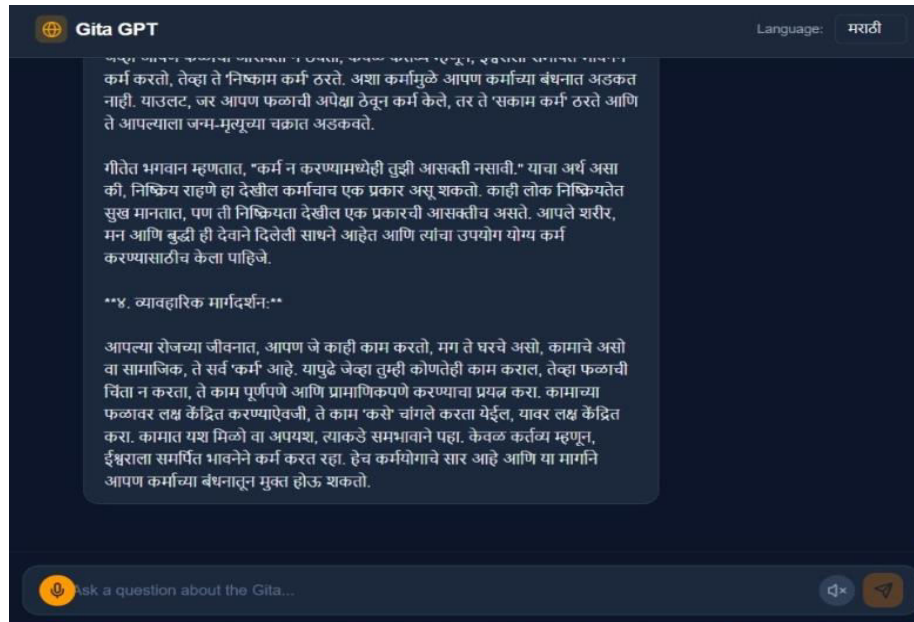 Gita GPT
Language: मराठी
कर्म करतो, तेव्हा ते 'निष्काम कर्म' ठरते. अशा कर्मामुळे आपण कर्माच्या बंधनात अडकत
नाही. याउलट, जर आपण फळाची अपेक्षा ठेवून कर्म केले, तर ते 'सकाम कर्म' ठरते आणि
ते आपल्याला जन्म-मृत्यूच्या चक्रात अडकवते.
गीतेत भगवान म्हणतात, "कर्म न करण्यामध्येही तुझी आसक्ती नसावी." याचा अर्थ असा
की, निष्क्रिय राहणे हा देखील कर्माचाच एक प्रकार असू शकतो. काही लोक निष्क्रियतेत
सुख मानतात, पण ती निष्क्रियता देखील एक प्रकारची आसक्तीच असते. आपले शरीर,
मन आणि बुद्धी ही देवाने दिलेली साधने आहेत आणि त्यांचा उपयोग योग्य कर्म
करण्यासाठीच केला पाहिजे.
**४. व्यावहारिक मार्गदर्शन:**
आपल्या रोजच्या जीवनात, आपण जे काही काम करतो, मग ते घरचे असो, कामाचे असो
वा सामाजिक, ते सर्व 'कर्म' आहे. यापुढे जेव्हा तुम्ही कोणतेही काम कराल, तेव्हा फळाची
चिंता न करता, ते काम पूर्णपणे आणि प्रामाणिकपणे करण्याचा प्रयत्न करा. कामाच्या
फळावर लक्ष केंद्रित करण्याऐवजी, ते काम 'कसे' चांगले करता येईल, यावर लक्ष केंद्रित
करा. कामात यश मिळो वा अपयश, त्याकडे समभावाने पहा. केवळ कर्तव्य म्हणून,
ईश्वराला समर्पित भावनेने कर्म करत रहा. हेच कर्मयोगाचे सार आहे आणि या मार्गाने
आपण कर्माच्या बंधनातून मुक्त होऊ शकतो.
Ask a question about the Gita...